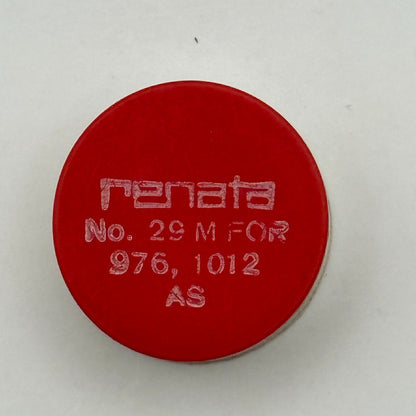 renata
No. 29 M FOR
976, 1012
AS